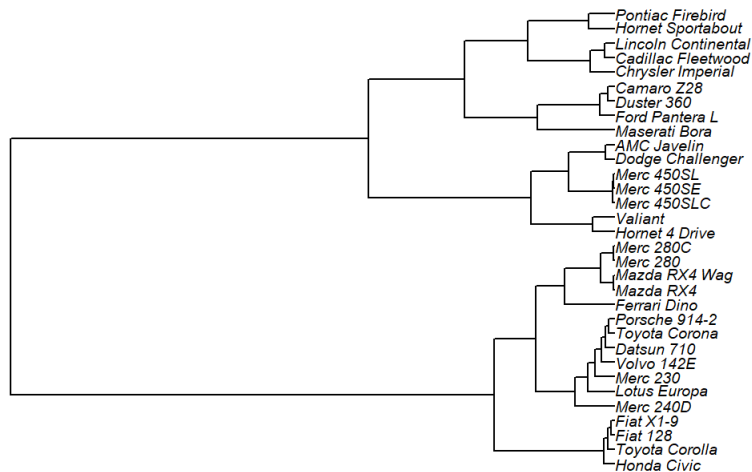 Pontiac Firebird
Hornet Sportabout
Lincoln Continental
Cadillac Fleetwood
Chrysler Imperial
Camaro Z28
Duster 360
Ford Pantera L
Maserati Bora
AMC Javelin
Dodge Challenger
Merc 450SL
Merc 450SE
Merc 450SLC
Valiant
Hornet 4 Drive
Merc 280C
Merc 280
Mazda RX4 Wag
Mazda RX4
Ferrari Dino
Porsche 914-2
Toyota Corona
Datsun 710
Volvo 142E
Merc 230
Lotus Europa
Merc 240D
Fiat X1-9
Fiat 128
Toyota Corolla
Honda Civic